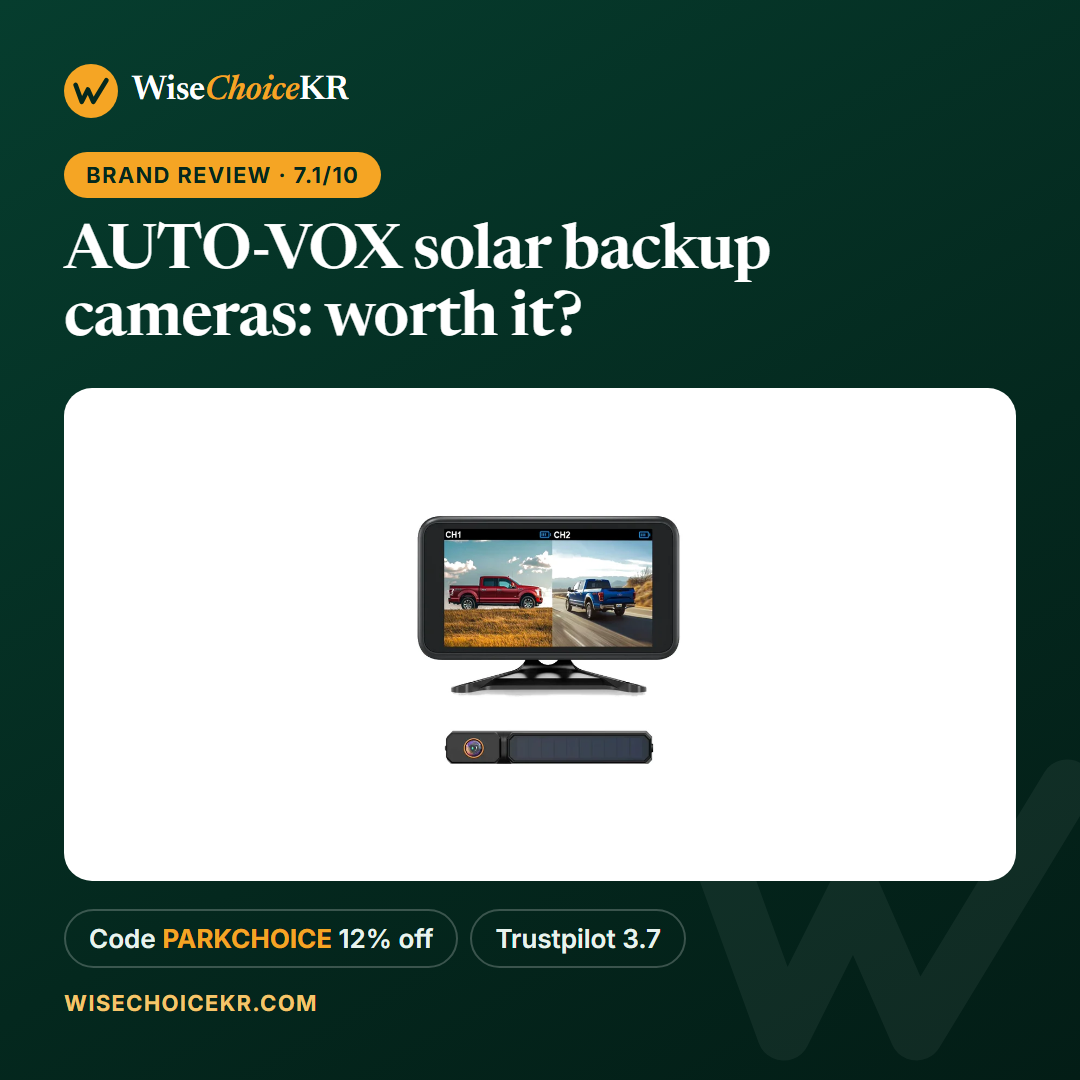 WiseChoiceKR
BRAND REVIEW · 7.1/10
AUTO-VOX solar backup
cameras: worth it?
CH1 CH2
Code PARKCHOICE 12% off
Trustpilot 3.7
WISECHOICEKR.COM